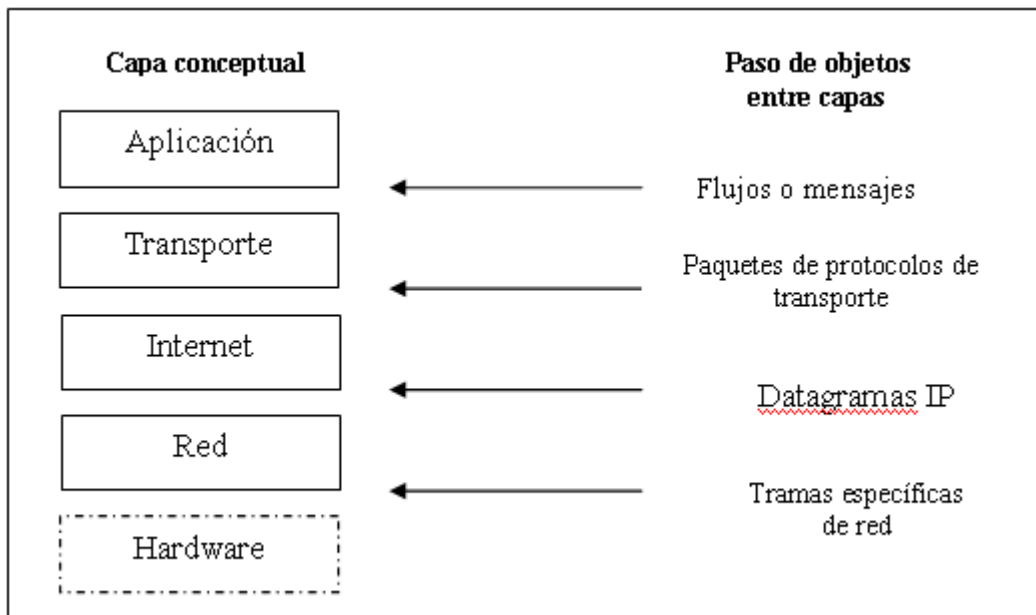 Capa conceptual
Paso de objetos
entre capas
Aplicación
Flujos o mensajes
Transporte
Paquetes de protocolos de
transporte
Internet
Datagramas IP
Red
Tramas específicas
de red
Hardware